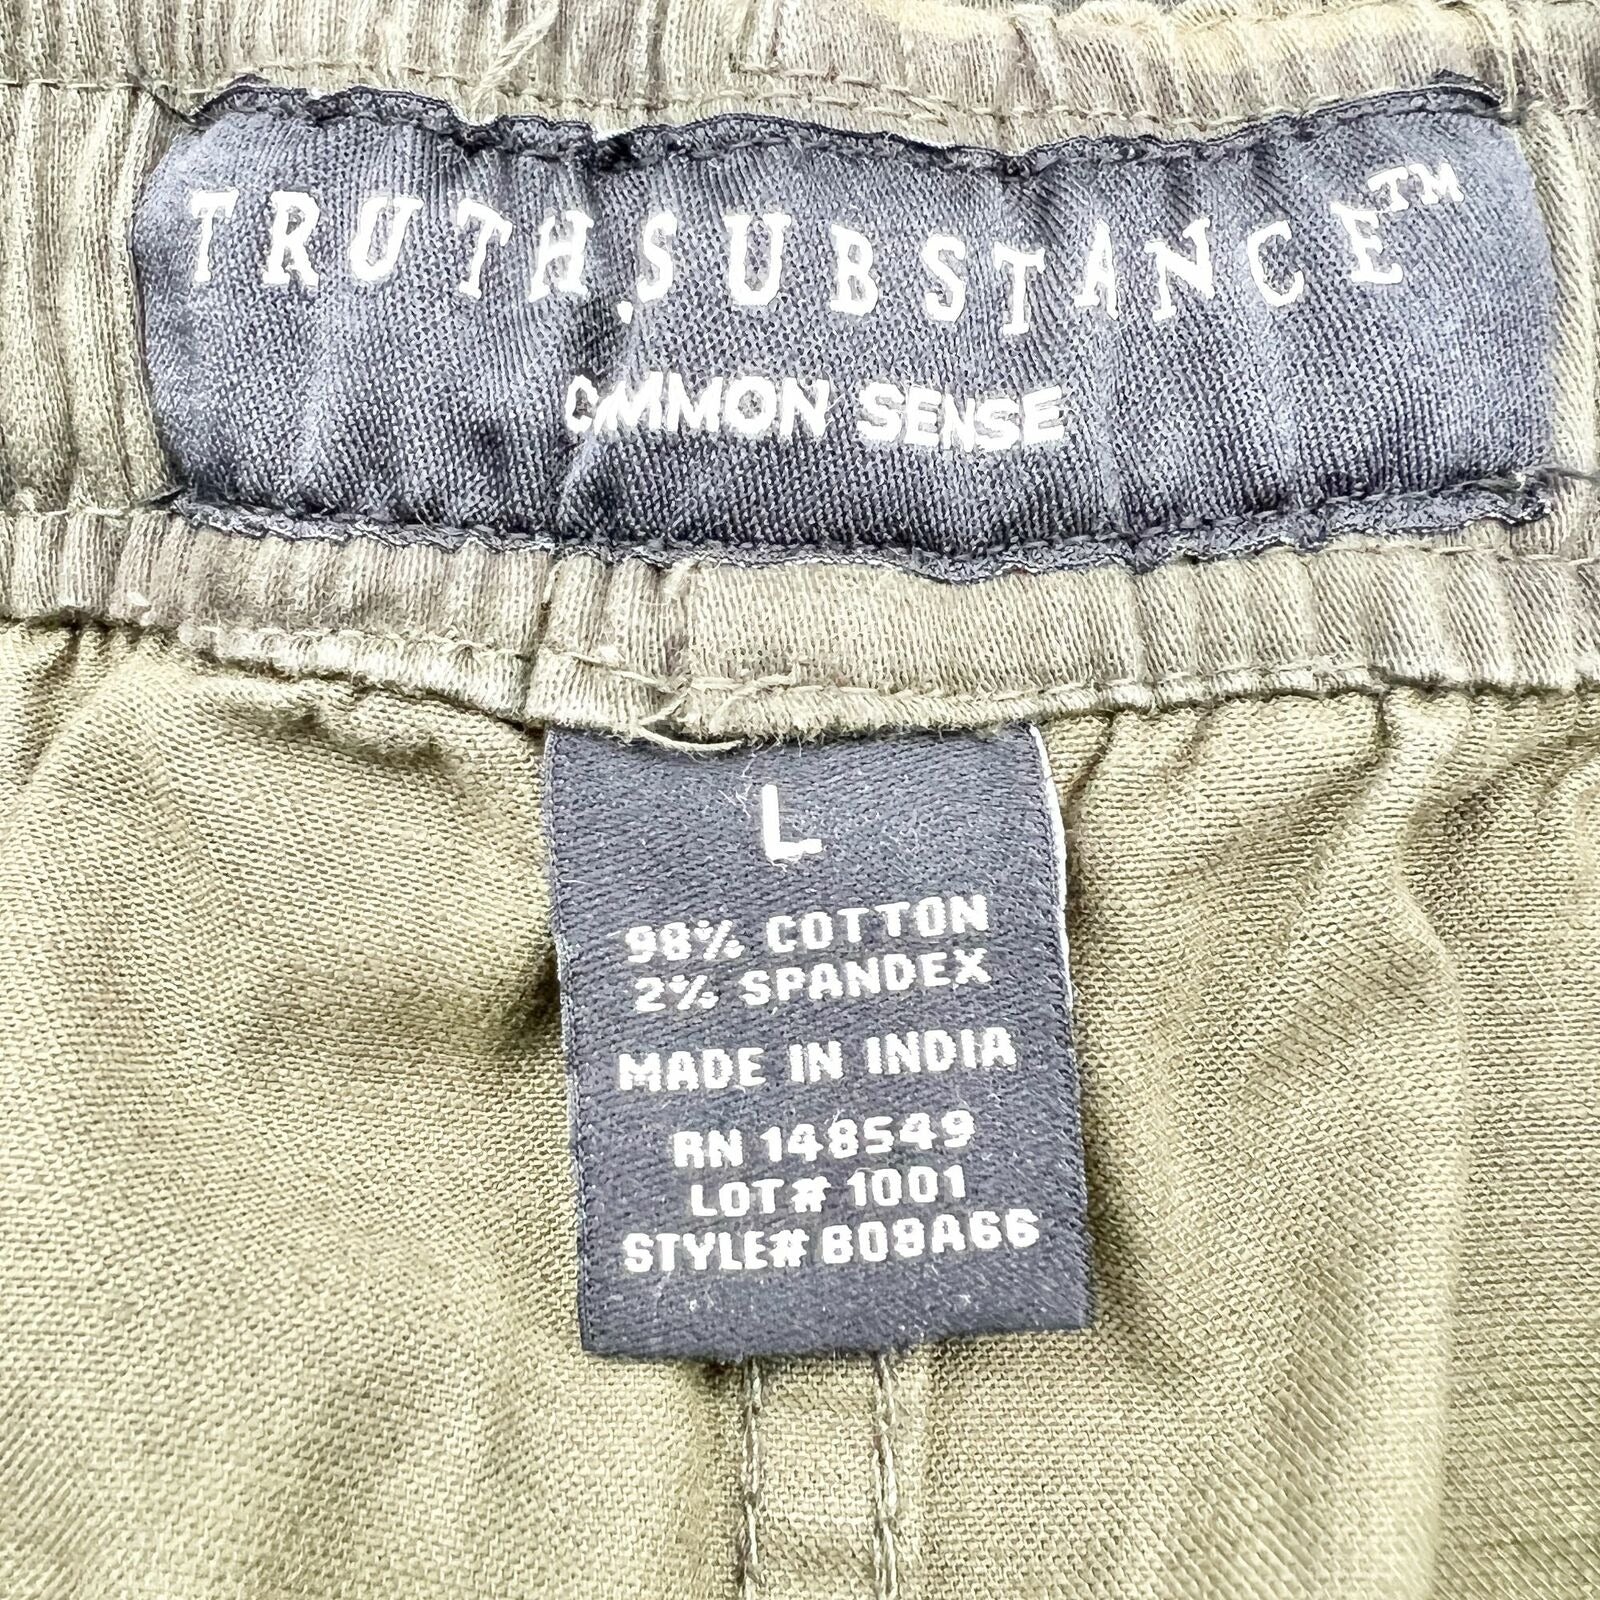 TRUTH.SUBSTANCE™
COMMON SENSE
L
98% COTTON
2% SPANDEX
MADE IN INDIA
RN 148549
LOT# 1001
STYLE# 808A66